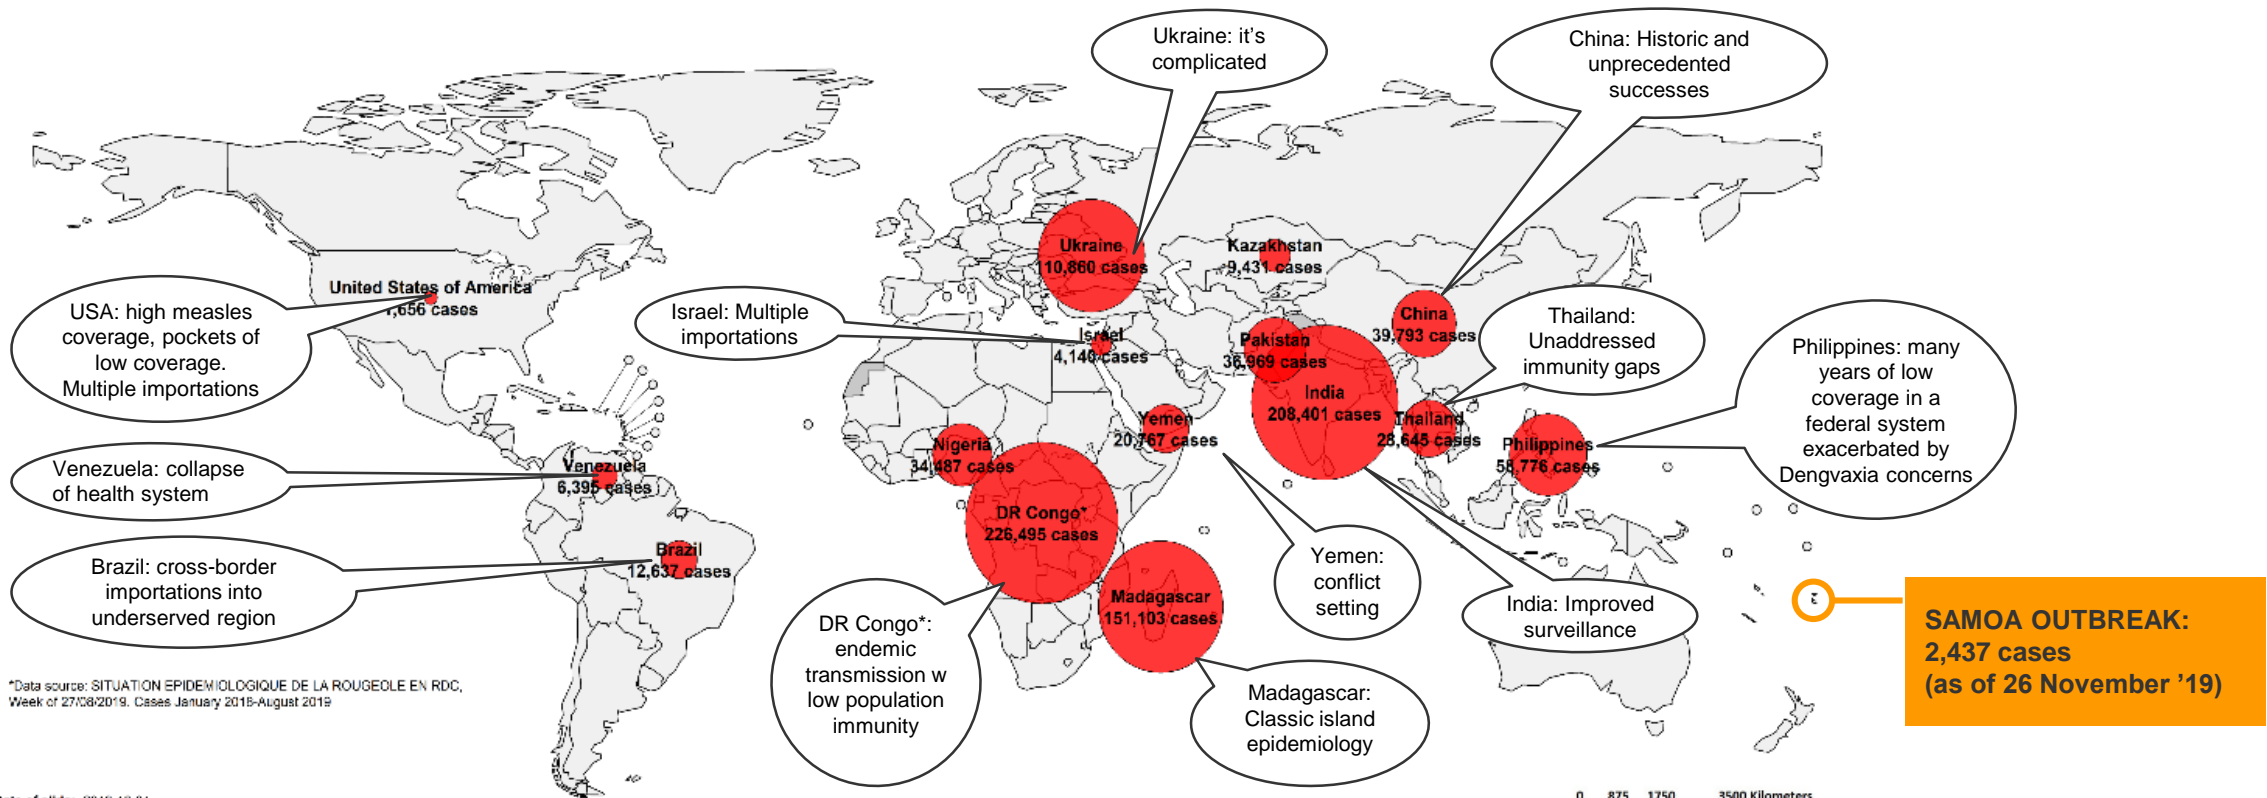 Ukraine: it's
complicated
China: Historic and
unprecedented
successes
Ukraine
110,860 cases
Kazakhstan
9,431 cases
United States of America
1,656 cases
USA: high measles
coverage, pockets of
low coverage.
Multiple importations
Israel: Multiple
importations
Israel
4,140 cases
China
39,793 cases
Pakistan
36,969 cases
Thailand:
Unaddressed
immunity gaps
Philippines: many
years of low
coverage in a
federal system
exacerbated by
Dengvaxia concerns
India
208,401 cases
Yemen
20,767 cases
Thailand
28,645 cases
Philippines
58,776 cases
Nigeria
34,487 cases
Venezuela: collapse
of health system
Venezuela
6,395 cases
DR Congo*
226,495 cases
Brazil: cross-border
importations into
underserved region
Brazil
12,637 cases
Yemen:
conflict
setting
Madagascar
151,103 cases
India: Improved
surveillance
DR Congo*:
endemic
transmission w
low population
immunity
Madagascar:
Classic island
epidemiology
SAMOA OUTBREAK:
2,437 cases
(as of 26 November '19)
*Data source: SITUATION EPIDEMIOLOGIQUE DE LA ROUGEOLE EN RDC,
Week of 27/08/2019. Cases January 2018-August 2019
0 875 1750 3500 Kilometers